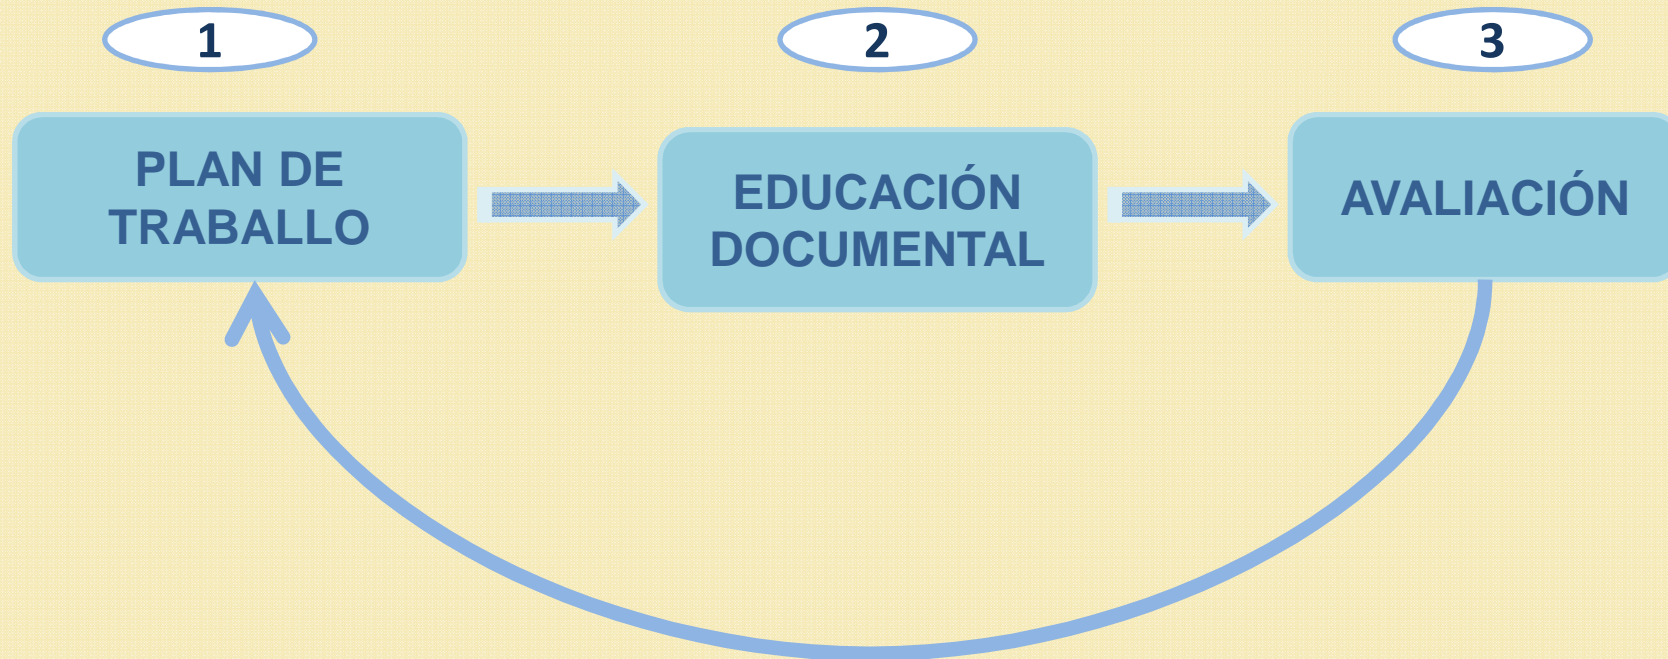 1
2
3
PLAN DE
TRABALLO
EDUCACIÓN
DOCUMENTAL
AVALIACIÓN